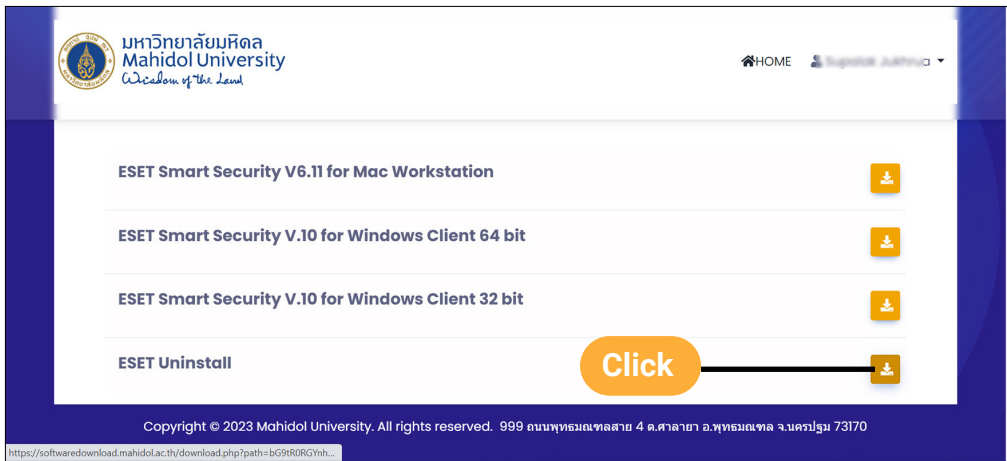 มหาวิทยาลัยมหิดล
Mahidol University
Wisdom of the Land
HOME
ESET Smart Security V6.11 for Mac Workstation
ESET Smart Security V.10 for Windows Client 64 bit
ESET Smart Security V.10 for Windows Client 32 bit
ESET Uninstall
Click
Copyright © 2023 Mahidol University. All rights reserved. 999 ถนนพุทธมณฑลสาย 4 ต.ศาลายา อ.พุทธมณฑล จ.นครปฐม 73170
https://softwaredownload.mahidol.ac.th/download.php?path=bG9tR0RGYnh...